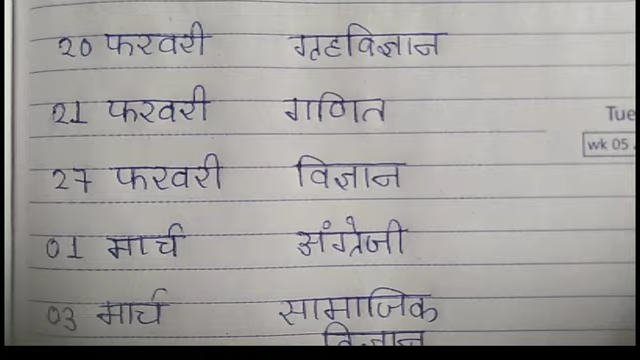 20 फरवरी गृहविज्ञान
21 फरवरी गणित
Tue
wk 05
27 फरवरी विज्ञान
01 मार्च अंग्रेजी
03 मार्च सामाजिक
विज्ञान